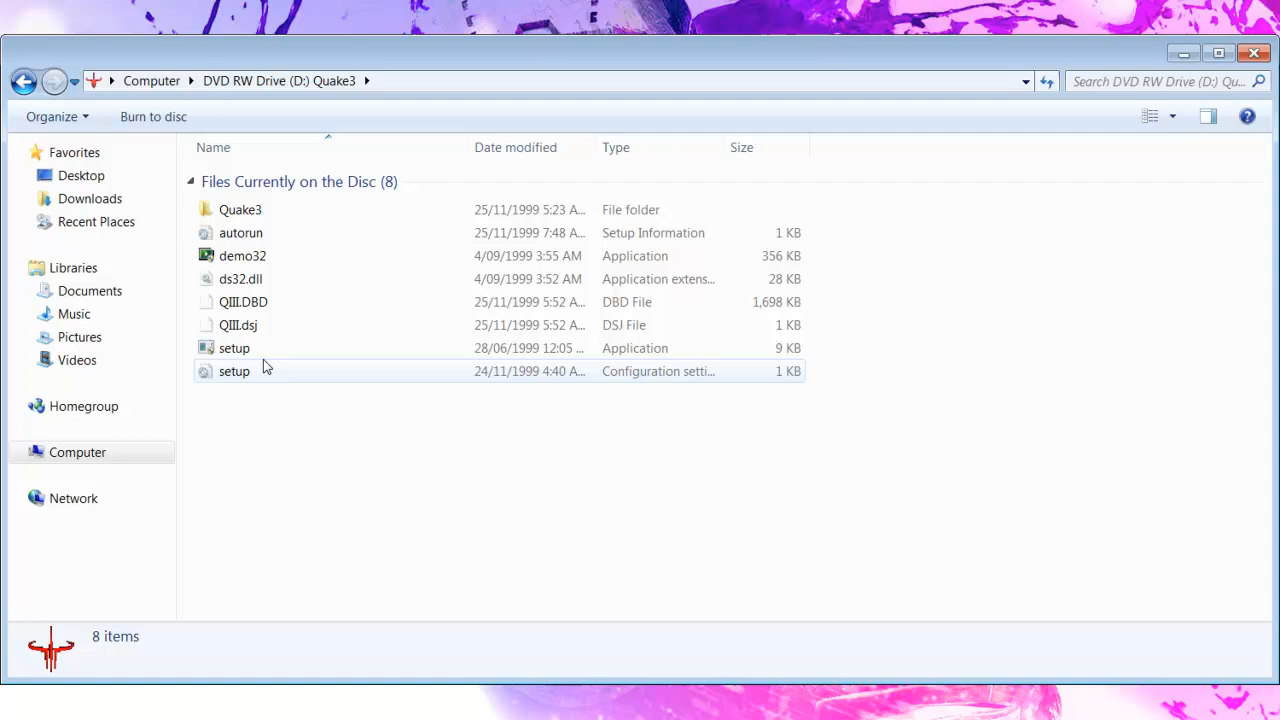 Computer DVD RW Drive (D:) Quake3 Search DVD RW Drive (D:) Qu...
Organize Burn to disc
Favorites
Desktop
Downloads
Recent Places
Libraries
Documents
Music
Pictures
Videos
Homegroup
Computer
Network
Name Date modified Type Size
Files Currently on the Disc (8)
Quake3 25/11/1999 5:23 A... File folder
autorun 25/11/1999 7:48 A... Setup Information 1 KB
demo32 4/09/1999 3:55 AM Application 356 KB
ds32.dll 4/09/1999 3:52 AM Application extens... 28 KB
QIII.DBD 25/11/1999 5:52 A... DBD File 1,698 KB
QIII.dsj 25/11/1999 5:52 A... DSJ File 1 KB
setup 28/06/1999 12:05 ... Application 9 KB
setup 24/11/1999 4:40 A... Configuration setti... 1 KB
8 items